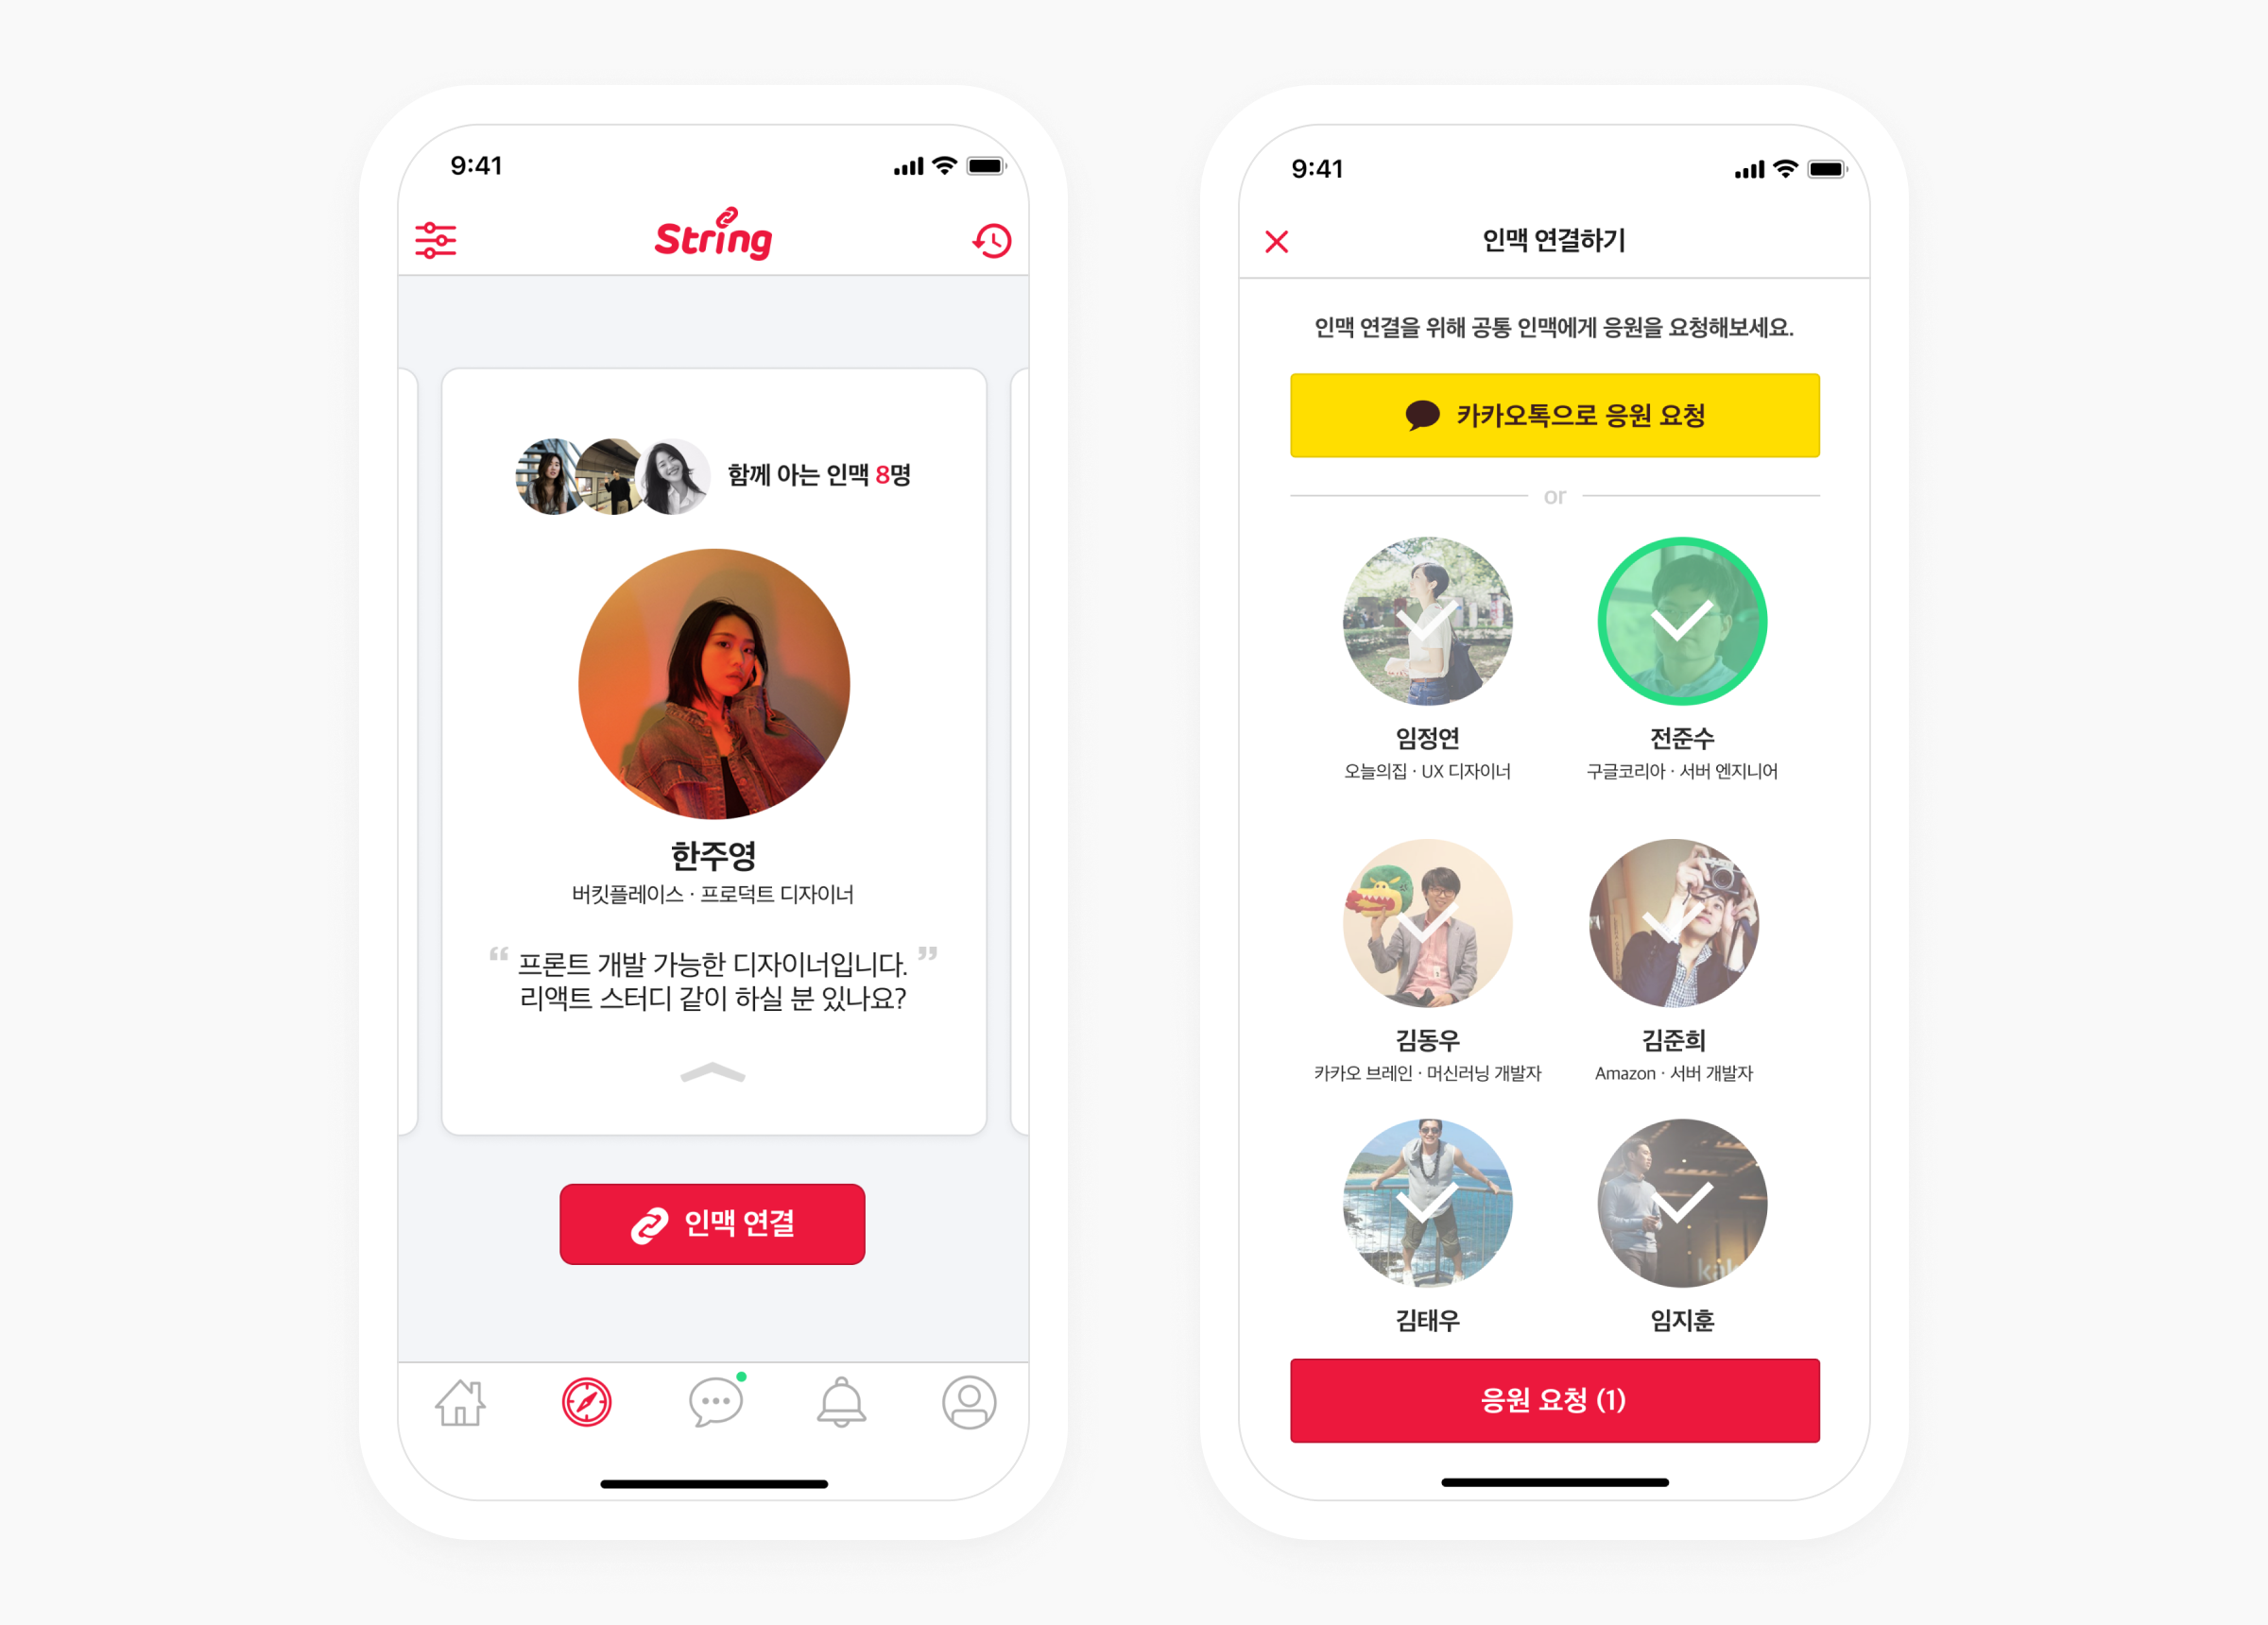 9:41
String
함께 아는 인맥 8명
한주영
버킷플레이스 · 프로덕트 디자이너
“ 프론트 개발 가능한 디자이너입니다. ”
리액트 스터디 같이 하실 분 있나요?
인맥 연결
9:41
인맥 연결하기
인맥 연결을 위해 공통 인맥에게 응원을 요청해보세요.
카카오톡으로 응원 요청
or
임정연
오늘의집 · UX 디자이너
전준수
구글코리아 · 서버 엔지니어
김동우
카카오 브레인 · 머신러닝 개발자
김준희
Amazon · 서버 개발자
김태우
임지훈
응원 요청 (1)